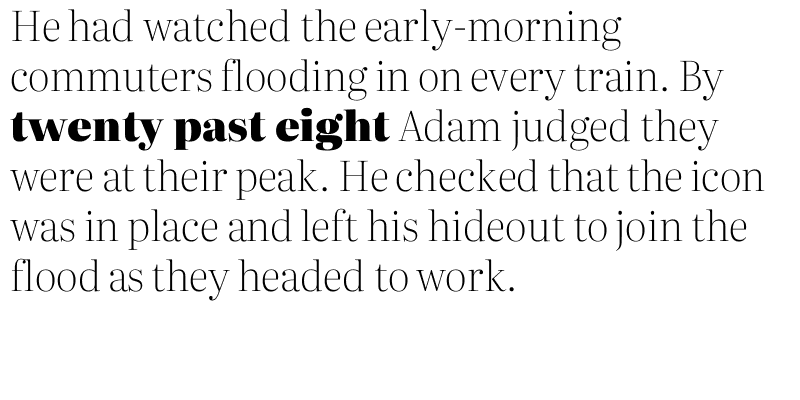 He had watched the early-morning
commuters flooding in on every train. By
twenty past eight Adam judged they
were at their peak. He checked that the icon
was in place and left his hideout to join the
flood as they headed to work.